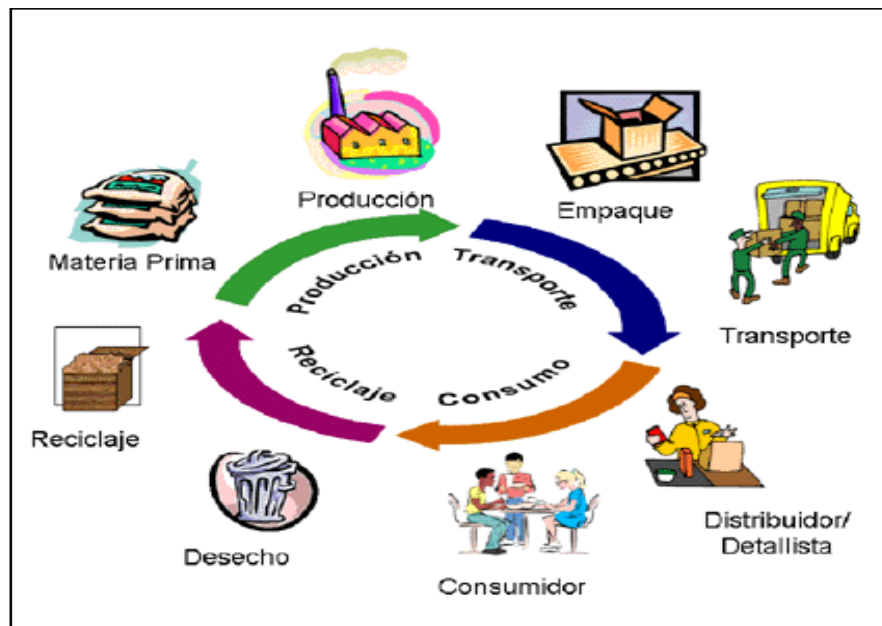 Producción
Empaque
Materia Prima
Transporte
Reciclaje
Distribuidor/
Detallista
Desecho
Consumidor
Producción
Transporte
Reciclaje
Consumo